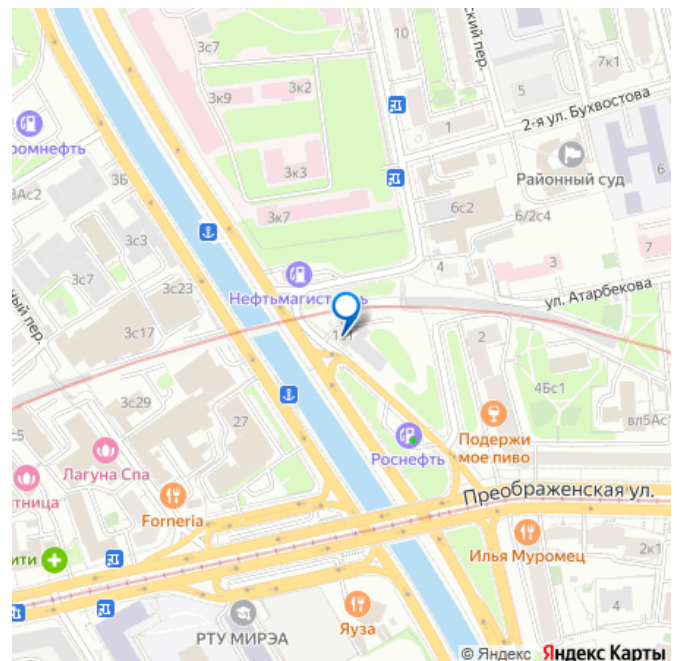 3с7
10
ский пер.
7к1
3к9
3к2
5
2-я ул. Бухвостова
ромнефть
1
3к3
Районный суд
6
3Ас2
3Б
3к7
6с2
6/2с4
3с3
7
4
3
3с7
Нефтьмагистраль
3с23
ул. Атарбекова
ный пер.
3с17
2
4Бс1
3с29
вл5Ас1
27
с5
Подержи
мое пиво
Роснефть
Лагуна Спа
тница
Преображенская ул.
Forneria
Илья Муромец
2к1
ити
4
РТУ МИРЭА
Яуза
© Яндекс Яндекс Карты